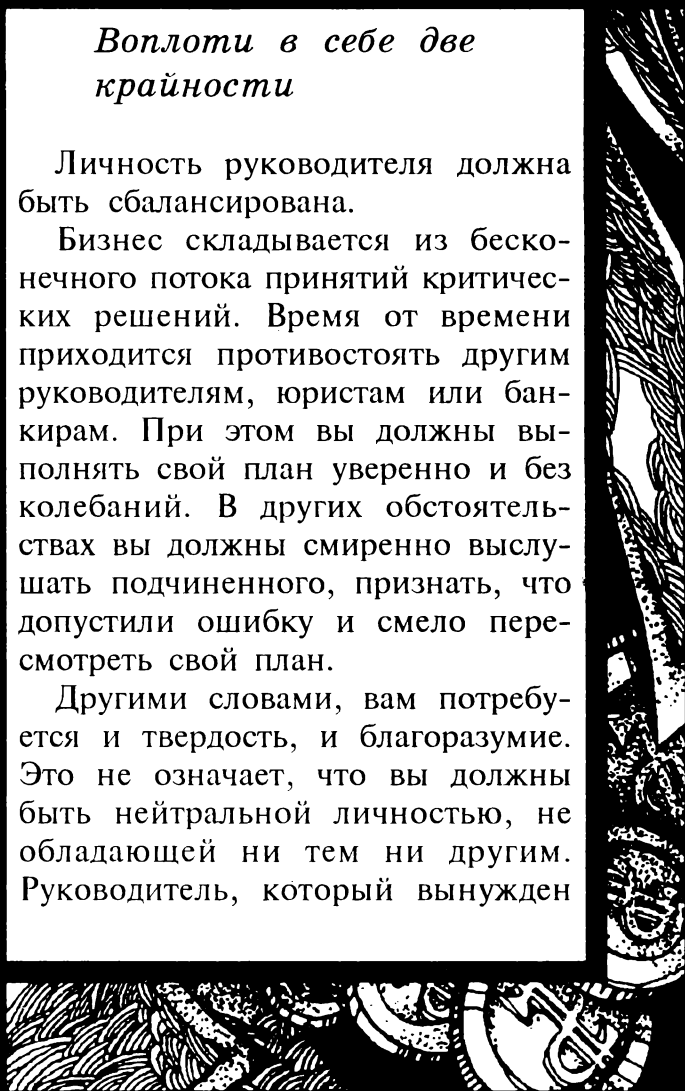 Воплоти в себе две
крайности
Личность руководителя должна
быть сбалансирована.
Бизнес складывается из беско-
нечного потока принятий критичес-
ких решений. Время от времени
приходится противостоять другим
руководителям, юристам или бан-
кирам. При этом вы должны вы-
полнять свой план уверенно и без
колебаний. В других обстоятель-
ствах вы должны смиренно выслу-
шать подчиненного, признать, что
допустили ошибку и смело пере-
смотреть свой план.
Другими словами, вам потребу-
ется и твердость, и благоразумие.
Это не означает, что вы должны
быть нейтральной личностью, не
обладающей ни тем ни другим.
Руководитель, который вынужден